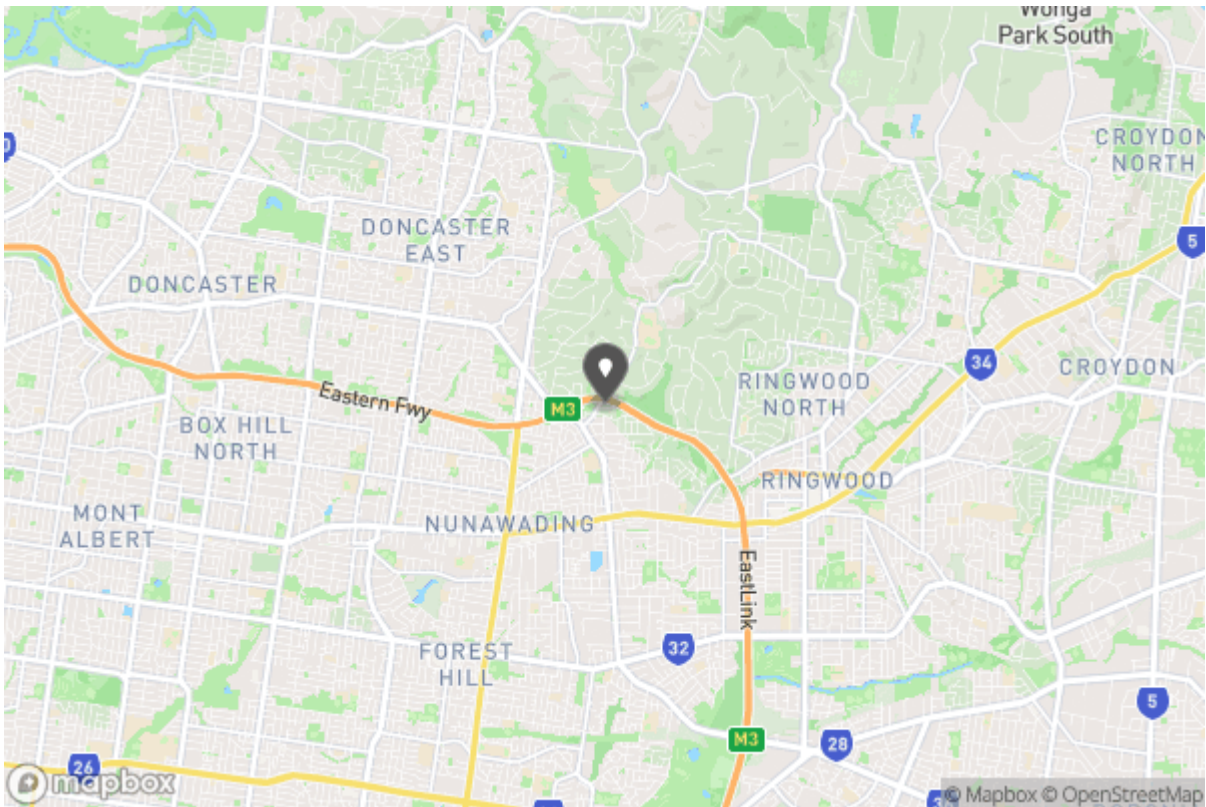 Wonga
Park South
CROYDON
NORTH
0
5
DONCASTER
EAST
DONCASTER
34
CROYDON
RINGWOOD
NORTH
M3
Eastern Fwy
BOX HILL
NORTH
RINGWOOD
MONT
ALBERT
NUNAWADING
EastLink
FOREST
HILL
32
5
M3
28
26
mapbox
© Mapbox © OpenStreetMap